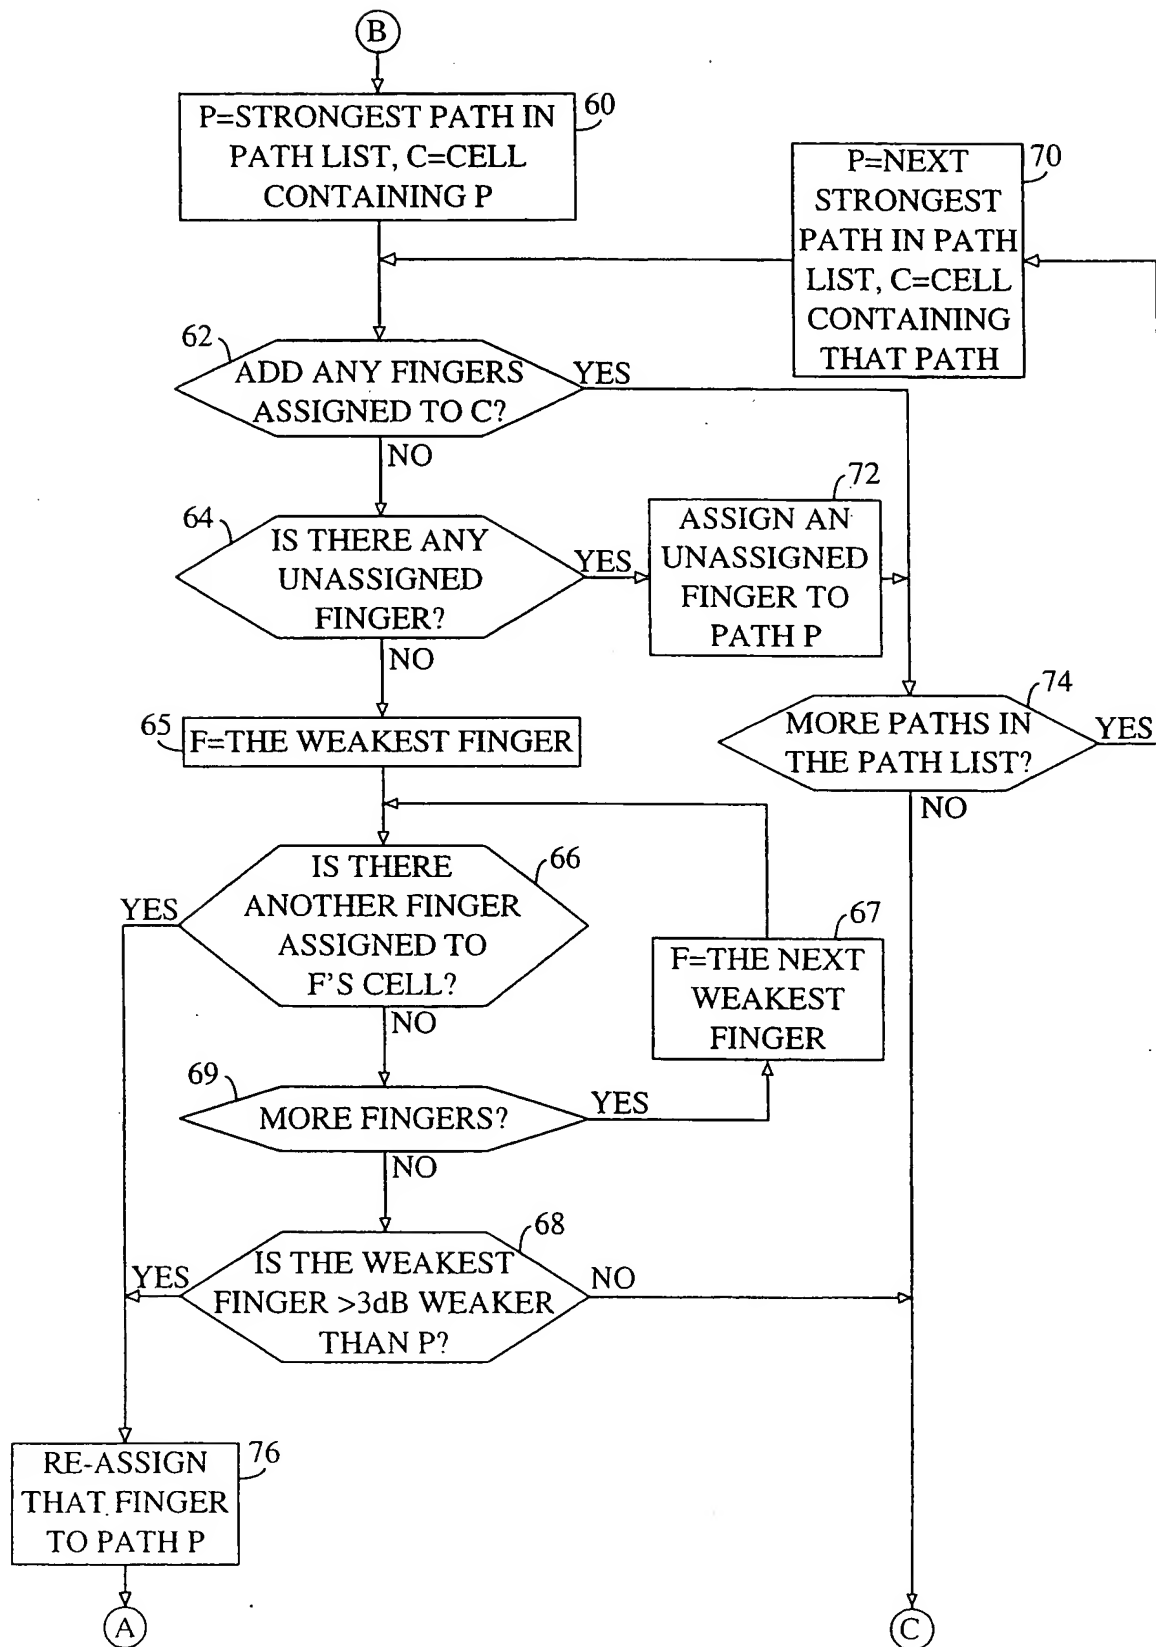 B
P=STRONGEST PATH IN
PATH LIST, C=CELL
CONTAINING P
60
P=NEXT
STRONGEST
PATH IN PATH
LIST, C=CELL
CONTAINING
THAT PATH
70
62
ADD ANY FINGERS
ASSIGNED TO C?
YES
NO
64
IS THERE ANY
UNASSIGNED
FINGER?
YES
NO
72
ASSIGN AN
UNASSIGNED
FINGER TO
PATH P
65
F=THE WEAKEST FINGER
74
MORE PATHS IN
THE PATH LIST?
YES
NO
66
IS THERE
ANOTHER FINGER
ASSIGNED TO
F'S CELL?
YES
NO
67
F=THE NEXT
WEAKEST
FINGER
69
MORE FINGERS?
YES
NO
68
IS THE WEAKEST
FINGER >3dB WEAKER
THAN P?
YES
NO
76
RE-ASSIGN
THAT FINGER
TO PATH P
A
C